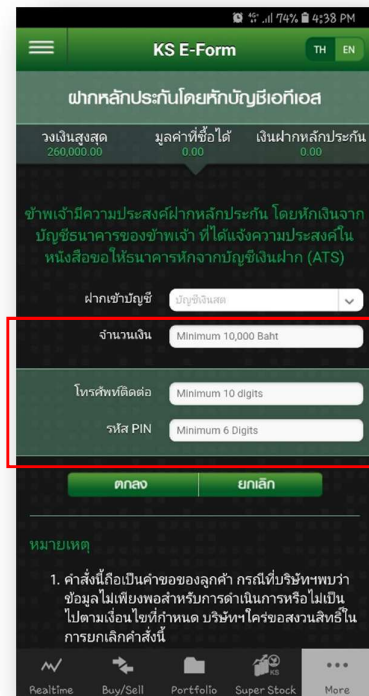 4G 74% 4:38 PM
KS E-Form TH EN
ฝากหลักประกันโดยหักบัญชีเอทีเอส
วงเงินสูงสุด มูลค่าที่ซื้อได้ เงินฝากหลักประกัน
260,000.00 0.00 0.00
ข้าพเจ้ามีความประสงค์ฝากหลักประกัน โดยหักเงินจาก
บัญชีธนาคารของข้าพเจ้า ที่ได้แจ้งความประสงค์ใน
หนังสือขอให้ธนาคารหักจากบัญชีเงินฝาก (ATS)
ฝากเข้าบัญชี บัญชีเงินสด
จำนวนเงิน Minimum 10,000 Baht
โทรศัพท์ติดต่อ Minimum 10 digits
รหัส PIN Minimum 6 Digits
ตกลง ยกเลิก
หมายเหตุ
1. คำสั่งนี้ถือเป็นคำขอของลูกค้า กรณีที่บริษัทฯพบว่า
ข้อมูลไม่เพียงพอสำหรับการดำเนินการหรือไม่เป็น
ไปตามเงื่อนไขที่กำหนด บริษัทฯใคร่ขอสงวนสิทธิ์ใน
การยกเลิกคำสั่งนี้
Realtime Buy/Sell Portfolio Super Stock More